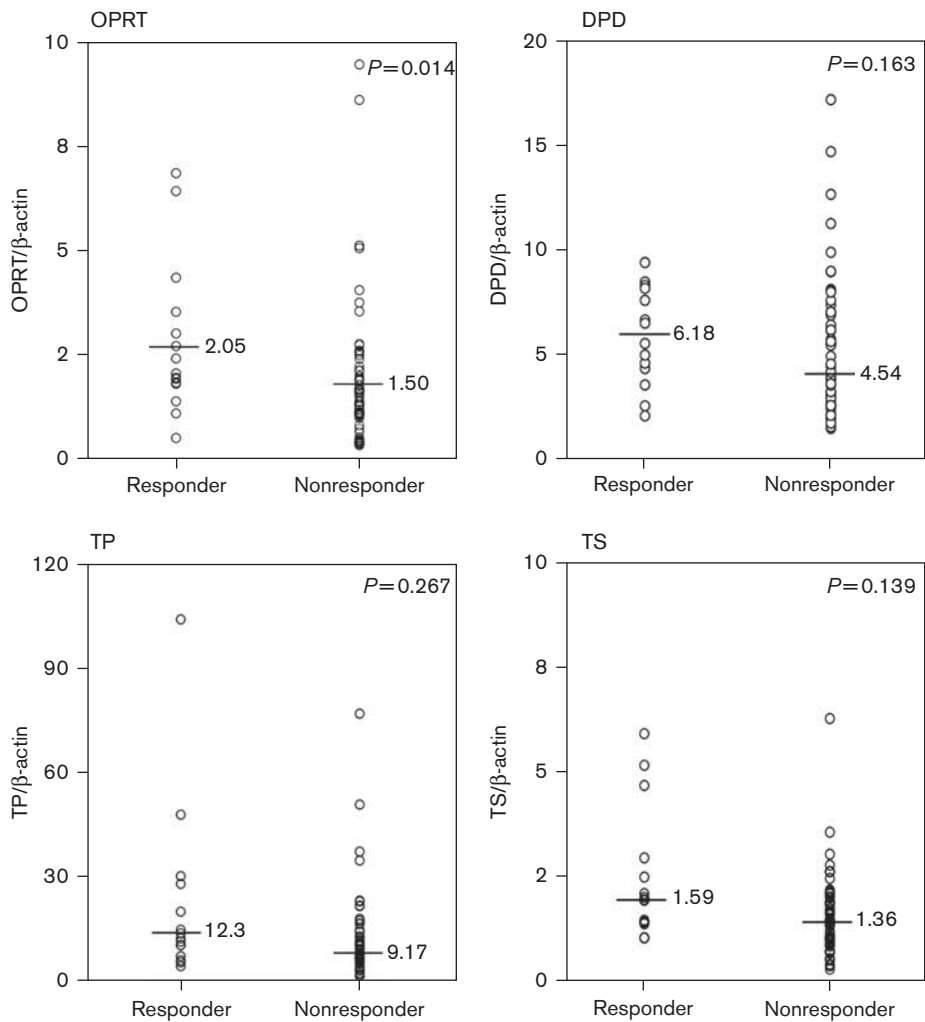 OPRT
10
8
5
2
0
OPRT/β-actin
P=0.014
2.05
1.50
Responder
Nonresponder
DPD
20
15
10
5
0
DPD/β-actin
P=0.163
6.18
4.54
Responder
Nonresponder
TP
120
90
60
30
0
TP/β-actin
P=0.267
12.3
9.17
Responder
Nonresponder
TS
10
8
5
2
0
TS/β-actin
P=0.139
1.59
1.36
Responder
Nonresponder